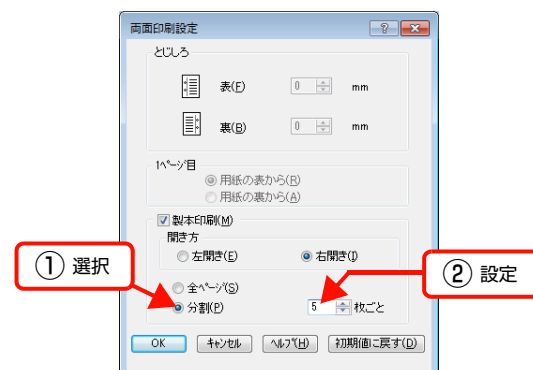 両面印刷設定
とじしろ
表(F) 0 mm
裏(B) 0 mm
1ページ目
用紙の表から(R)
用紙の裏から(A)
製本印刷(M)
開き方
左開き(E) 右開き(I)
① 選択
② 設定
全ページ(S)
分割(P) 5 枚ごと
OK キャンセル ヘルプ(H) 初期値に戻す(D)